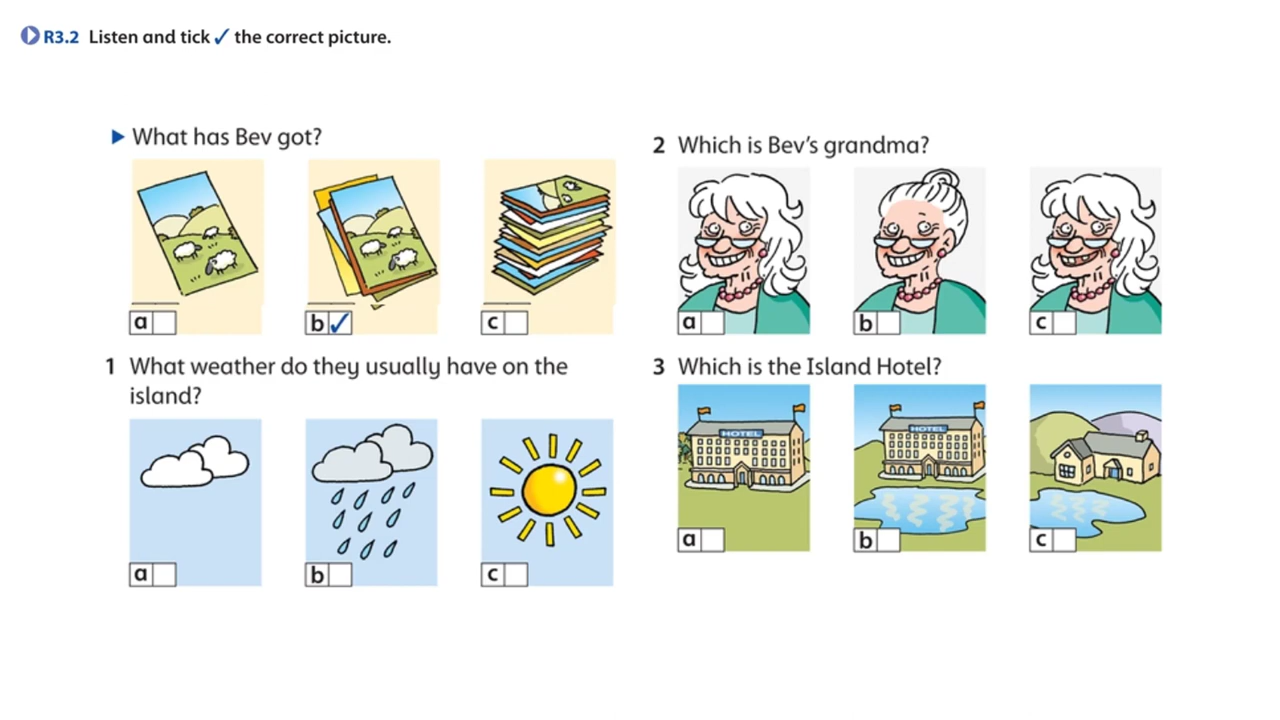 R3.2 Listen and tick ✓ the correct picture.
▶ What has Bev got?
a
b ✓
c
1 What weather do they usually have on the
island?
a
b
c
2 Which is Bev's grandma?
a
b
c
3 Which is the Island Hotel?
HOTEL
HOTEL
a
b
c